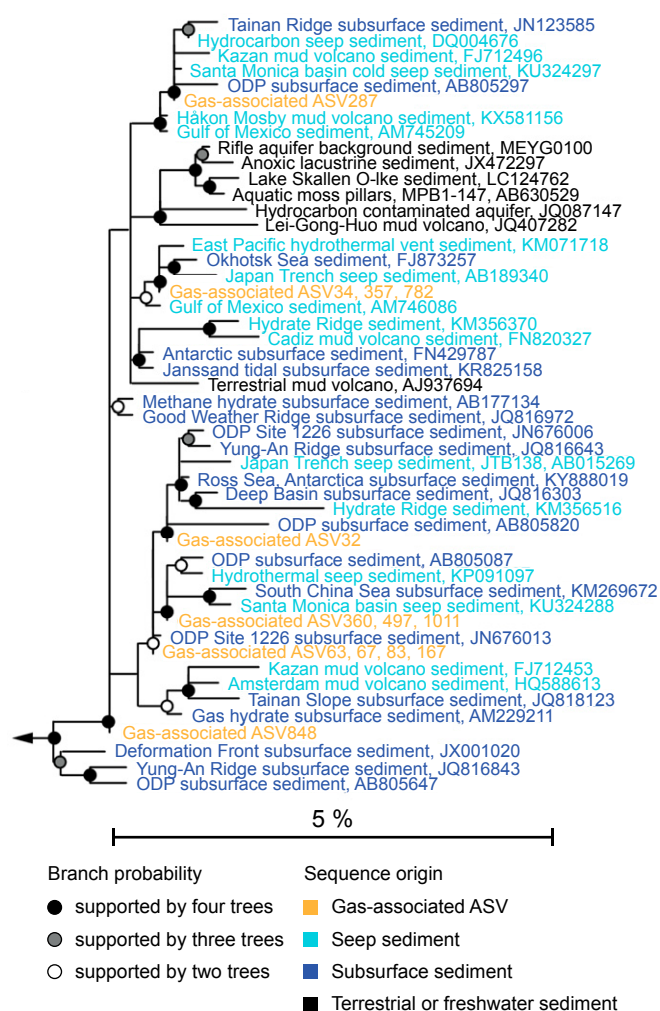 Tainan Ridge subsurface sediment, JN123585
Hydrocarbon seep sediment, DQ004676
Kazan mud volcano sediment, FJ712496
Santa Monica basin cold seep sediment, KU324297
ODP subsurface sediment, AB805297
Gas-associated ASV287
Håkon Mosby mud volcano sediment, KX581156
Gulf of Mexico sediment, AM745209
Rifle aquifer background sediment, MEYG0100
Anoxic lacustrine sediment, JX472297
Lake Skallen O-Ike sediment, LC124762
Aquatic moss pillars, MPB1-147, AB630529
Hydrocarbon contaminated aquifer, JQ087147
Lei-Gong-Huo mud volcano, JQ407282
East Pacific hydrothermal vent sediment, KM071718
Okhotsk Sea sediment, FJ873257
Japan Trench seep sediment, AB189340
Gas-associated ASV34, 357, 782
Gulf of Mexico sediment, AM746086
Hydrate Ridge sediment, KM356370
Cadiz mud volcano sediment, FN820327
Antarctic subsurface sediment, FN429787
Janssand tidal subsurface sediment, KR825158
Terrestrial mud volcano, AJ937694
Methane hydrate subsurface sediment, AB177134
Good Weather Ridge subsurface sediment, JQ816972
ODP Site 1226 subsurface sediment, JN676006
Yung-An Ridge subsurface sediment, JQ816643
Japan Trench seep sediment, JTB138, AB015269
Ross Sea, Antarctica subsurface sediment, KY888019
Deep Basin subsurface sediment, JQ816303
Hydrate Ridge sediment, KM356516
ODP subsurface sediment, AB805820
Gas-associated ASV32
ODP subsurface sediment, AB805087
Hydrothermal seep sediment, KP091097
South China Sea subsurface sediment, KM269672
Santa Monica basin seep sediment, KU324288
Gas-associated ASV360, 497, 1011
ODP Site 1226 subsurface sediment, JN676013
Gas-associated ASV63, 67, 83, 167
Kazan mud volcano sediment, FJ712453
Amsterdam mud volcano sediment, HQ588613
Tainan Slope subsurface sediment, JQ818123
Gas hydrate subsurface sediment, AM229211
Gas-associated ASV848
Deformation Front subsurface sediment, JX001020
Yung-An Ridge subsurface sediment, JQ816843
ODP subsurface sediment, AB805647
5 %
Branch probability
supported by four trees
supported by three trees
supported by two trees
Sequence origin
Gas-associated ASV
Seep sediment
Subsurface sediment
Terrestrial or freshwater sediment